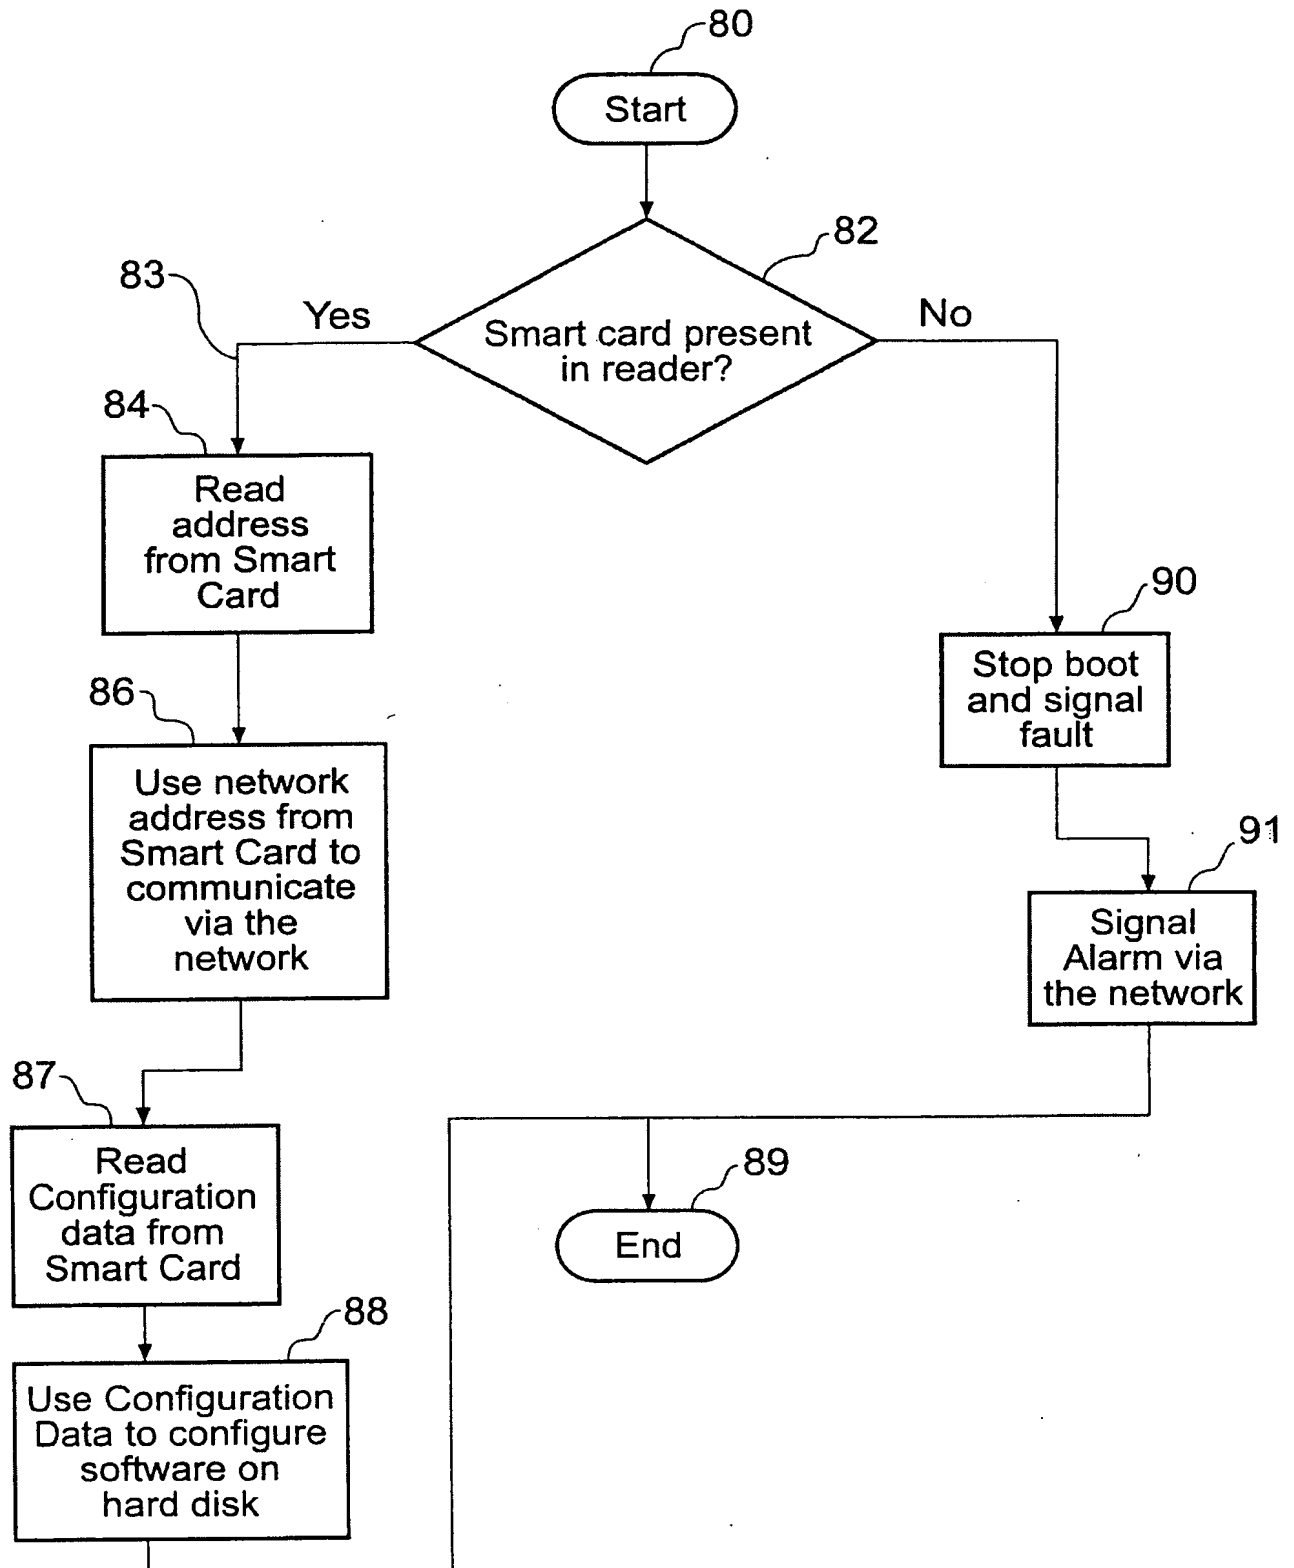 80
Start
82
83
Yes
No
Smart card present
in reader?
84
Read
address
from Smart
Card
90
Stop boot
and signal
fault
86
Use network
address from
Smart Card to
communicate
via the
network
91
Signal
Alarm via
the network
87
Read
Configuration
data from
Smart Card
89
End
88
Use Configuration
Data to configure
software on
hard disk